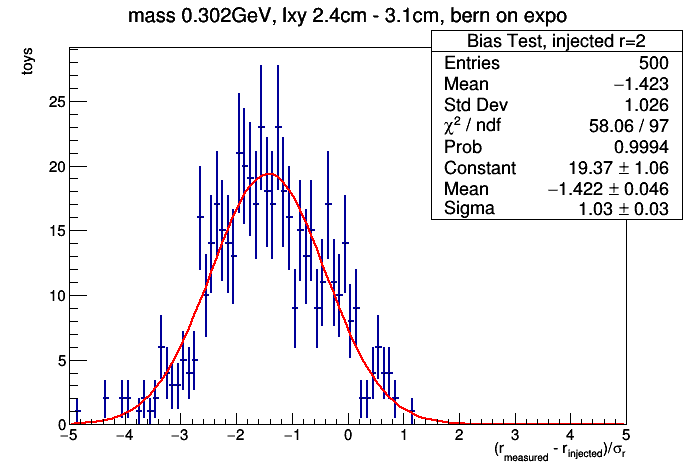 mass 0.302GeV, lxy 2.4cm - 3.1cm, bern on expo
toys
Bias Test, injected r=2
Entries 500
Mean −1.423
Std Dev 1.026
χ² / ndf 58.06 / 97
Prob 0.9994
Constant 19.37 ± 1.06
Mean −1.422 ± 0.046
Sigma 1.03 ± 0.03
25
20
15
10
5
0
−5 −4 −3 −2 −1 0 1 2 3 4 5
(r_measured - r_injected)/σ_r